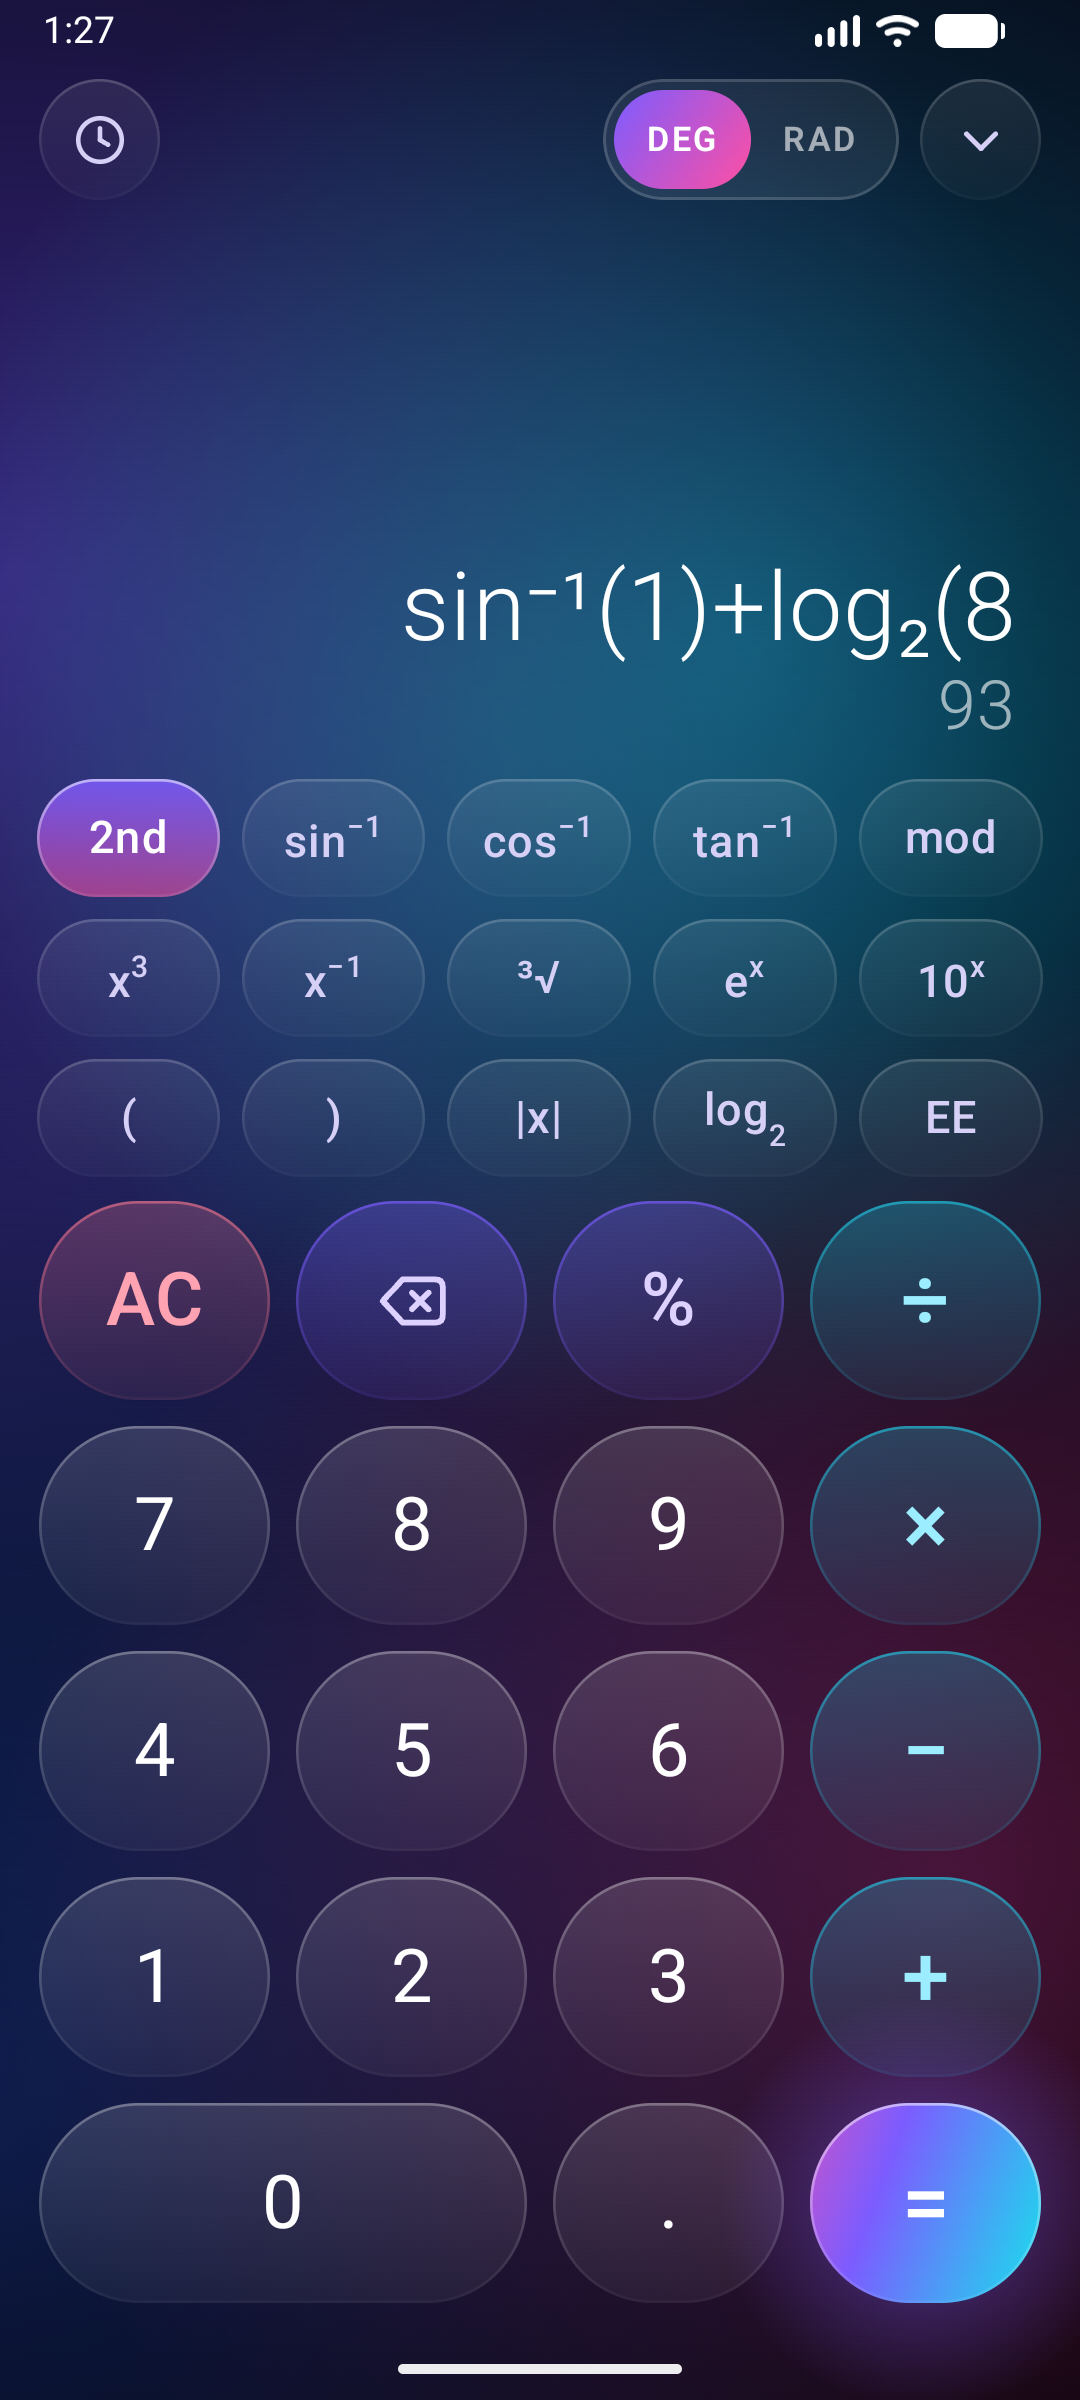 1:27
DEG RAD
sin⁻¹(1)+log₂(8
93
2nd sin⁻¹ cos⁻¹ tan⁻¹ mod
x³ x⁻¹ ³√ eˣ 10ˣ
( ) |x| log₂ EE
AC % ÷
7 8 9 ×
4 5 6 −
1 2 3 +
0 . =